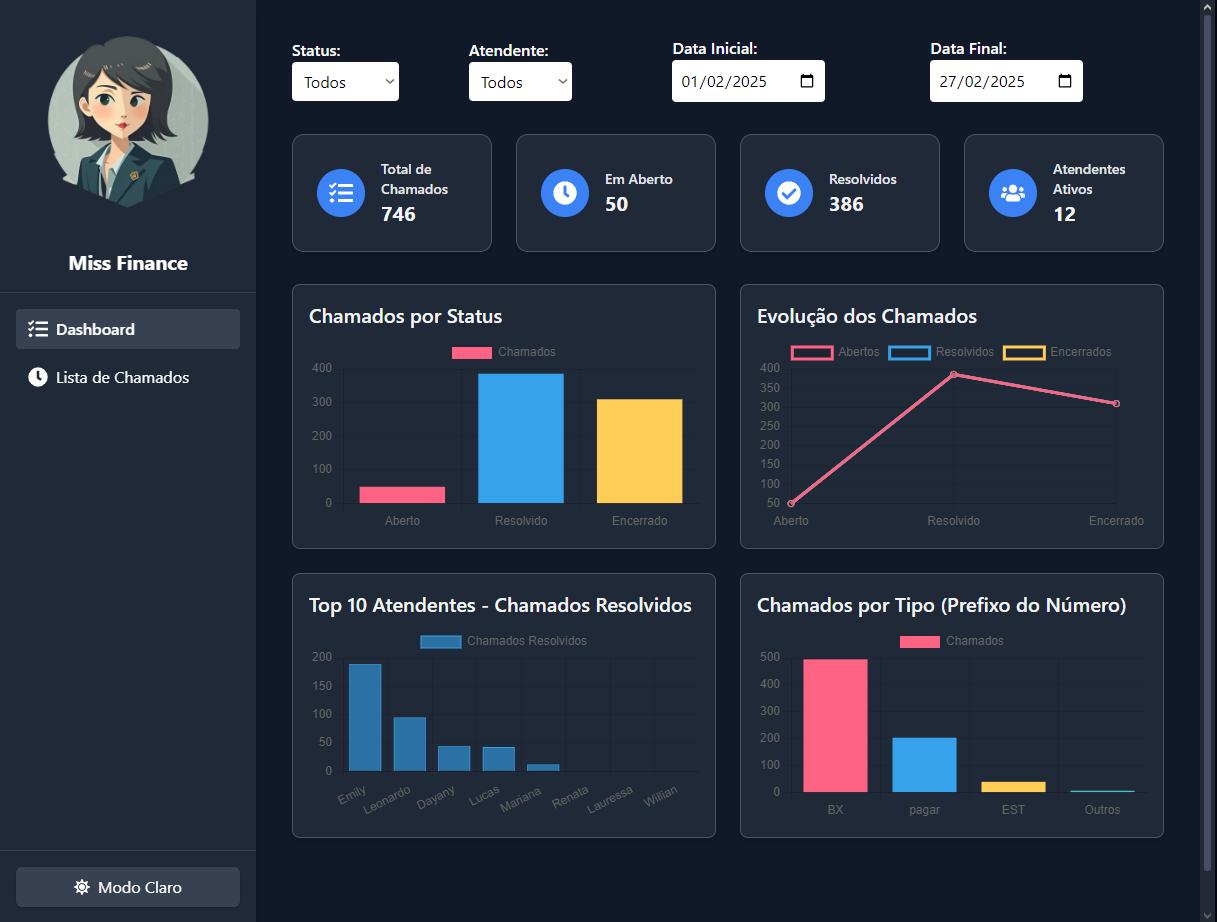 Miss Finance
Dashboard
Lista de Chamados
Modo Claro
Status:
Todos
Atendente:
Todos
Data Inicial:
01/02/2025
Data Final:
27/02/2025
Total de
Chamados
746
Em Aberto
50
Resolvidos
386
Atendentes
Ativos
12
Chamados por Status
Chamados
400
300
200
100
0
Aberto Resolvido Encerrado
Evolução dos Chamados
Abertos Resolvidos Encerrados
400
350
300
250
200
150
100
50
Aberto Resolvido Encerrado
Top 10 Atendentes - Chamados Resolvidos
Chamados Resolvidos
200
150
100
50
0
Emily Leonardo Dayany Lucas Mariana Renata Lauressa Willian
Chamados por Tipo (Prefixo do Número)
Chamados
500
400
300
200
100
0
BX pagar EST Outros